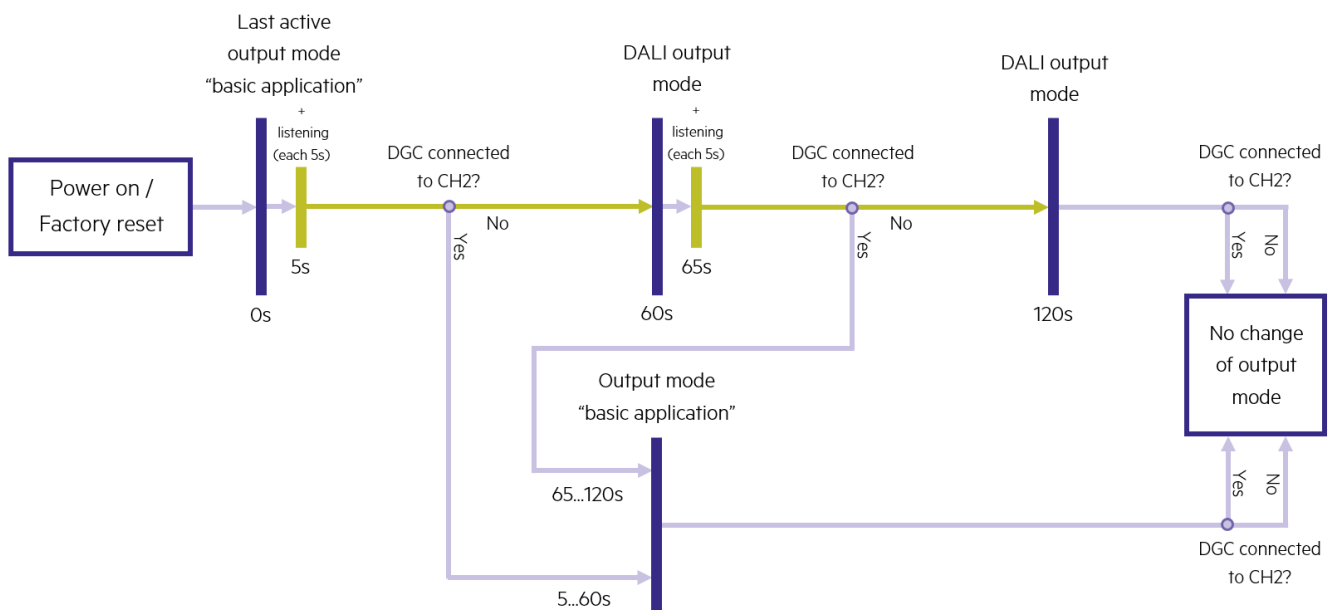 Last active
output mode
“basic application”
+
listening
(each 5s)
DALI output
mode
+
listening
(each 5s)
DALI output
mode
Power on /
Factory reset
DGC connected
to CH2?
DGC connected
to CH2?
DGC connected
to CH2?
No
Yes
No
Yes
Yes
No
5s
65s
0s
60s
120s
No change
of output
mode
Output mode
“basic application”
65...120s
5...60s
Yes
No
DGC connected
to CH2?